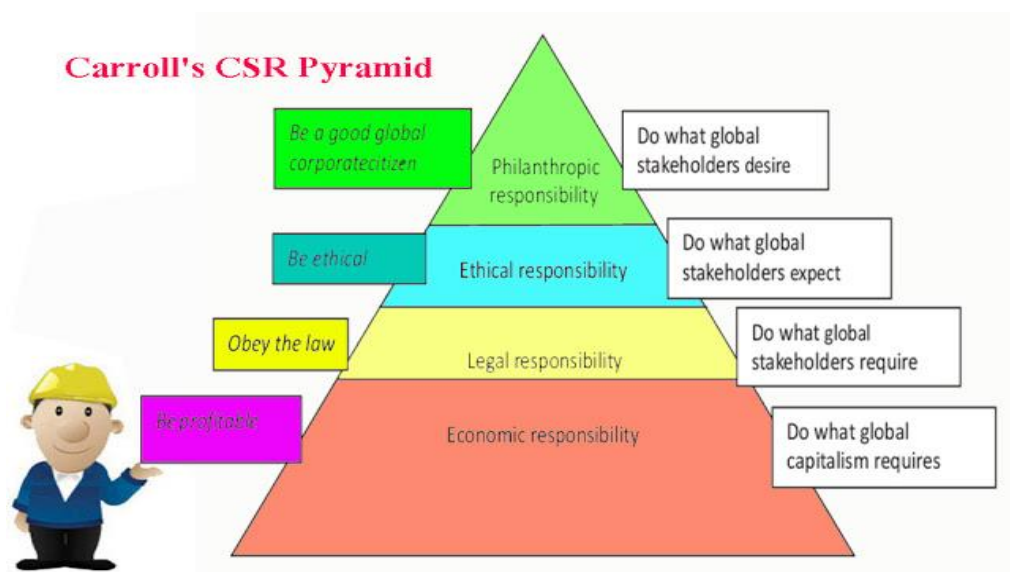 Carroll's CSR Pyramid
Be a good global
corporatecitizen
Philanthropic
responsibility
Do what global
stakeholders desire
Be ethical
Ethical responsibility
Do what global
stakeholders expect
Obey the law
Legal responsibility
Do what global
stakeholders require
Be profitable
Economic responsibility
Do what global
capitalism requires